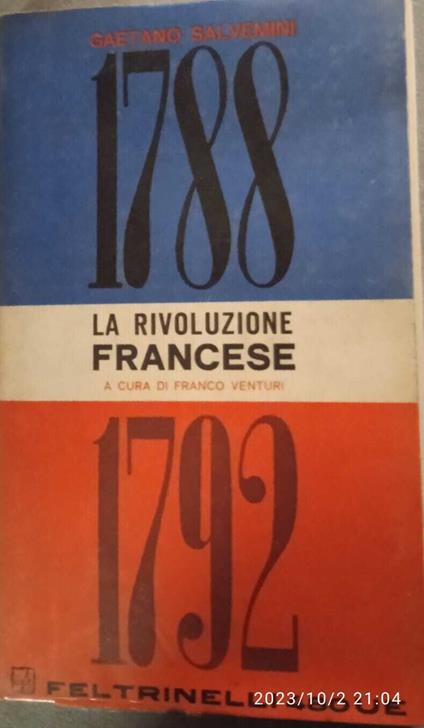 GAETANO SALVEMINI
1788
LA RIVOLUZIONE
FRANCESE
A CURA DI FRANCO VENTURI
1792
2023/10/2 21:04